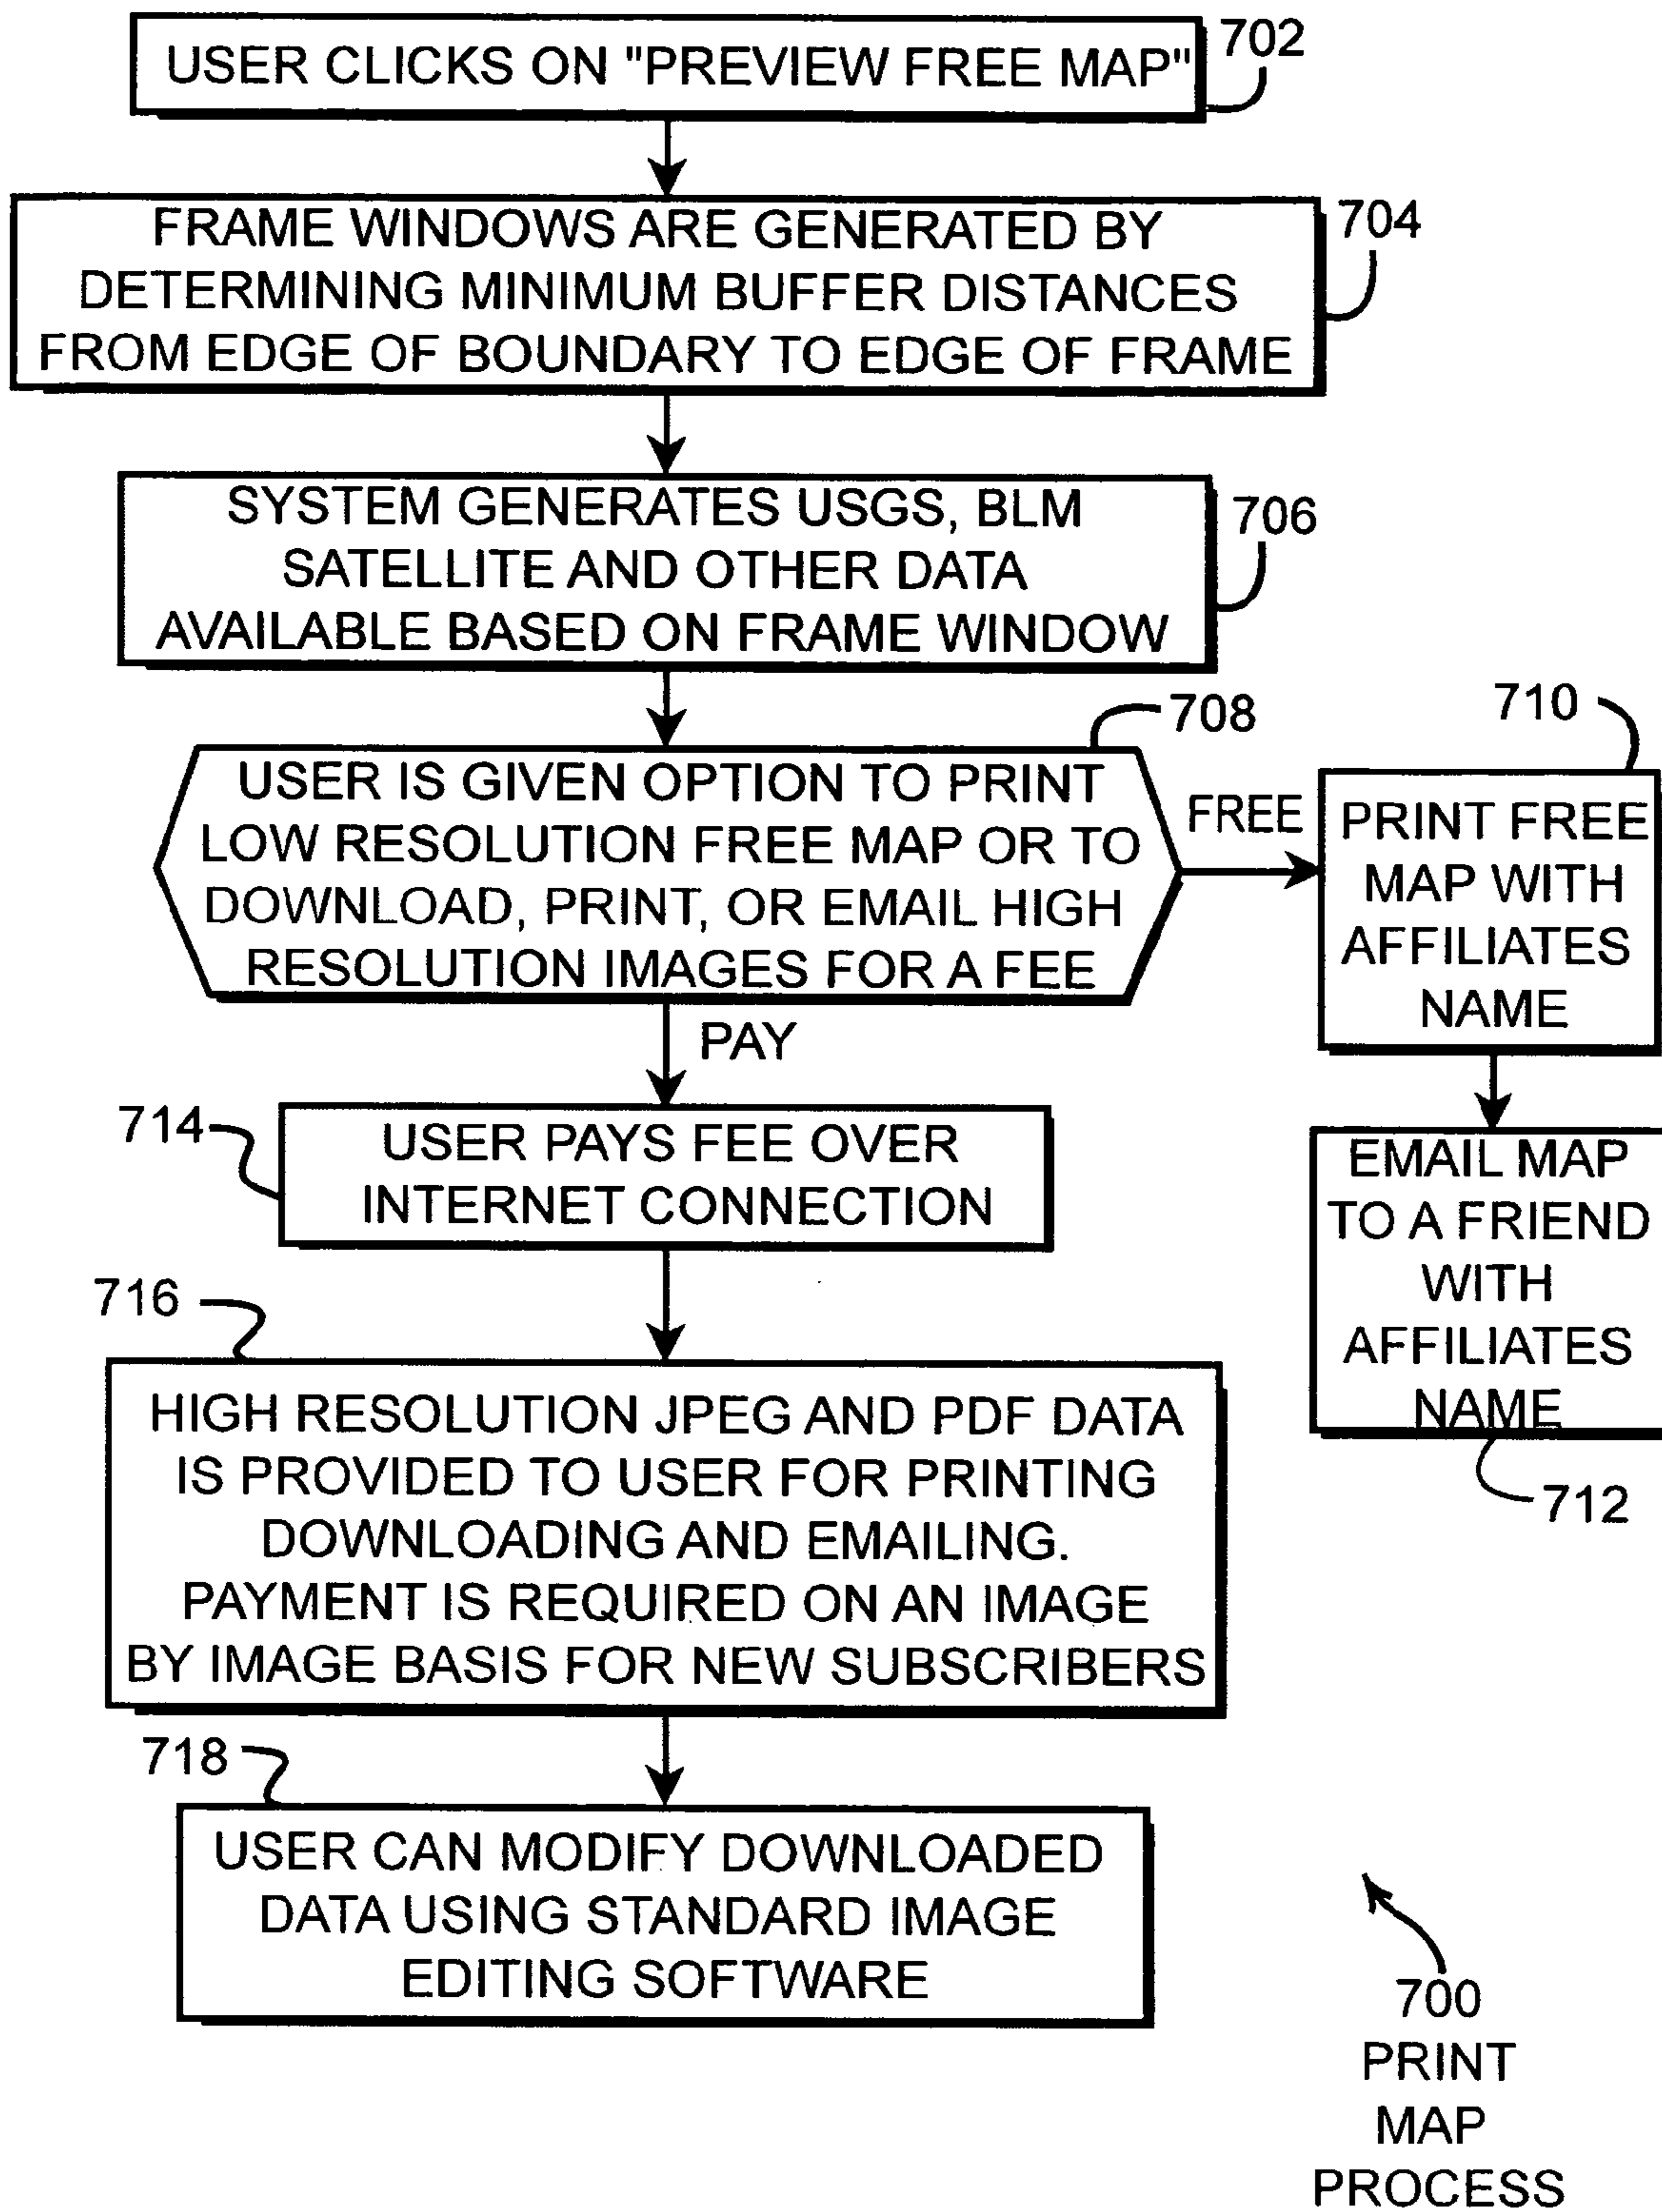 USER CLICKS ON "PREVIEW FREE MAP"
702
FRAME WINDOWS ARE GENERATED BY
DETERMINING MINIMUM BUFFER DISTANCES
FROM EDGE OF BOUNDARY TO EDGE OF FRAME
704
SYSTEM GENERATES USGS, BLM
SATELLITE AND OTHER DATA
AVAILABLE BASED ON FRAME WINDOW
706
USER IS GIVEN OPTION TO PRINT
LOW RESOLUTION FREE MAP OR TO
DOWNLOAD, PRINT, OR EMAIL HIGH
RESOLUTION IMAGES FOR A FEE
708
FREE
710
PRINT FREE
MAP WITH
AFFILIATES
NAME
PAY
EMAIL MAP
TO A FRIEND
WITH
AFFILIATES
NAME
712
714
USER PAYS FEE OVER
INTERNET CONNECTION
716
HIGH RESOLUTION JPEG AND PDF DATA
IS PROVIDED TO USER FOR PRINTING
DOWNLOADING AND EMAILING.
PAYMENT IS REQUIRED ON AN IMAGE
BY IMAGE BASIS FOR NEW SUBSCRIBERS
718
USER CAN MODIFY DOWNLOADED
DATA USING STANDARD IMAGE
EDITING SOFTWARE
700
PRINT
MAP
PROCESS